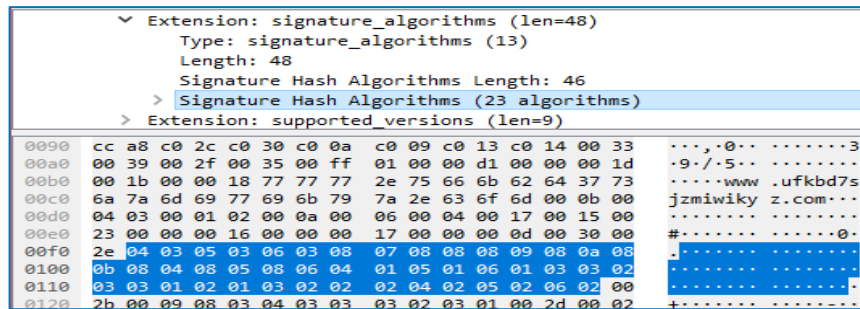 Extension: signature_algorithms (len=48)
Type: signature_algorithms (13)
Length: 48
Signature Hash Algorithms Length: 46
Signature Hash Algorithms (23 algorithms)
Extension: supported_versions (len=9)
0090 cc a8 c0 2c c0 30 c0 0a c0 09 c0 13 c0 14 00 33 ···,·0·· ·······3
00a0 00 39 00 2f 00 35 00 ff 01 00 00 d1 00 00 00 1d ·9·/·5·· ········
00b0 00 1b 00 00 18 77 77 77 2e 75 66 6b 62 64 37 73 ·····www .ufkbd7s
00c0 6a 7a 6d 69 77 69 6b 79 7a 2e 63 6f 6d 00 0b 00 jzmiwiky z.com···
00d0 04 03 00 01 02 00 0a 00 06 00 04 00 17 00 15 00 ········ ········
00e0 23 00 00 00 16 00 00 00 17 00 00 00 0d 00 30 00 #······· ······0·
00f0 2e 04 03 05 03 06 03 08 07 08 08 08 09 08 0a 08 .······· ········
0100 0b 08 04 08 05 08 06 04 01 05 01 06 01 03 03 02 ········ ········
0110 03 03 01 02 01 03 02 02 02 04 02 05 02 06 02 00 ········ ········
0120 2b 00 09 08 03 04 03 03 03 02 03 01 00 2d 00 02 +······· ·····-··